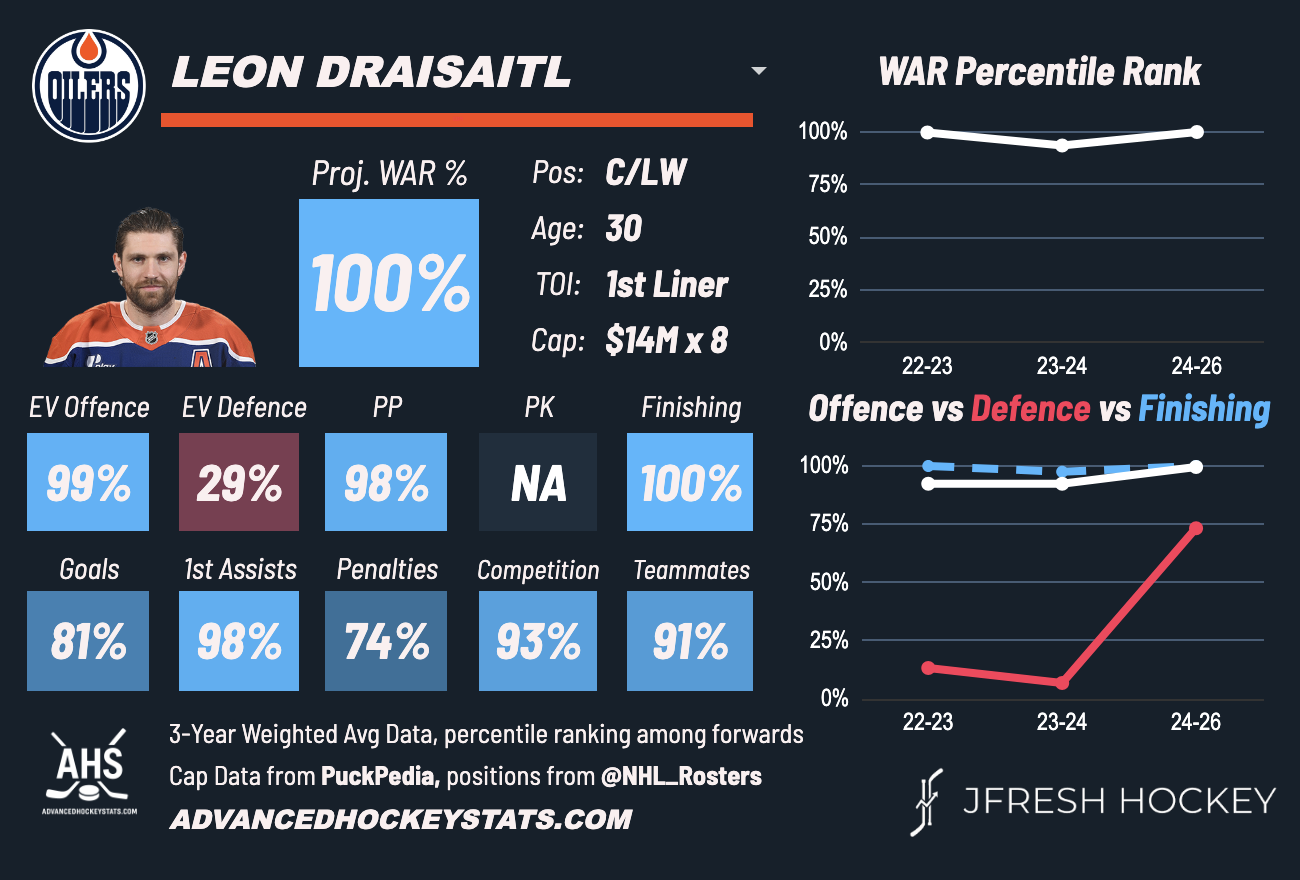 OILERS
LEON DRAISAITL
WAR Percentile Rank
Proj. WAR %
100%
Pos: C/LW
Age: 30
TOI: 1st Liner
Cap: $14M x 8
A
100%
75%
50%
25%
0%
22-23 23-24 24-26
EV Offence EV Defence PP PK Finishing
99% 29% 98% NA 100%
Goals 1st Assists Penalties Competition Teammates
81% 98% 74% 93% 91%
Offence vs Defence vs Finishing
100%
75%
50%
25%
0%
22-23 23-24 24-26
AHS
ADVANCEDHOCKEYSTATS.COM
3-Year Weighted Avg Data, percentile ranking among forwards
Cap Data from PuckPedia, positions from @NHL_Rosters
ADVANCEDHOCKEYSTATS.COM
JFRESH HOCKEY